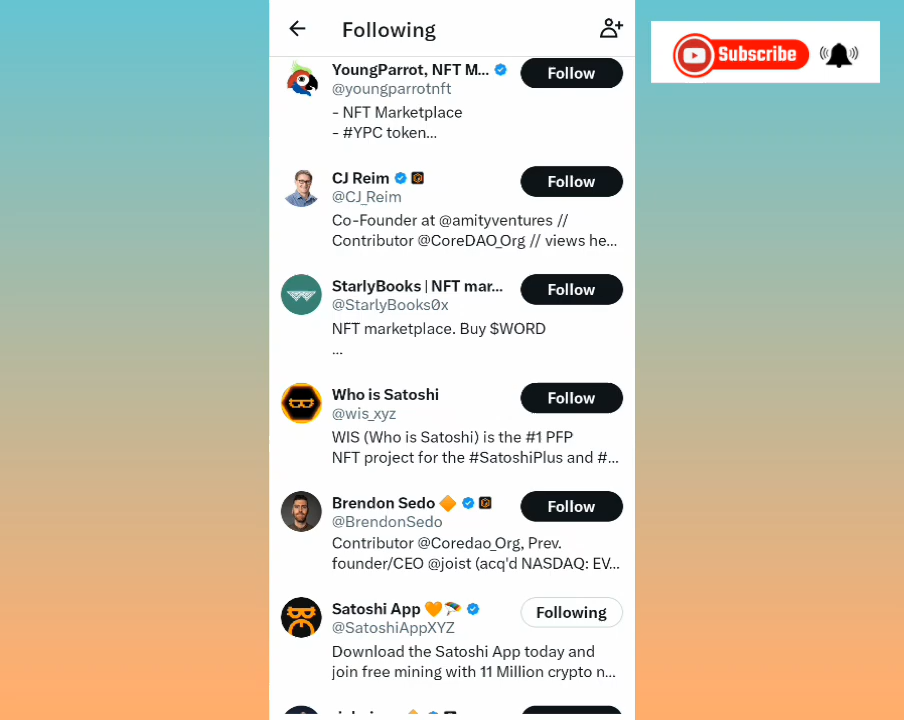 Following
Subscribe
YoungParrot, NFT M...
Follow
@youngparrotnft
- NFT Marketplace
- #YPC token...
CJ Reim
Follow
@CJ_Reim
Co-Founder at @amityventures //
Contributor @CoreDAO_Org // views he...
StarlyBooks | NFT mar...
Follow
@StarlyBooks0x
NFT marketplace. Buy $WORD
...
Who is Satoshi
Follow
@wis_xyz
WIS (Who is Satoshi) is the #1 PFP
NFT project for the #SatoshiPlus and #...
Brendon Sedo
Follow
@BrendonSedo
Contributor @Coredao_Org, Prev.
founder/CEO @joist (acq'd NASDAQ: EV...
Satoshi App
Following
@SatoshiAppXYZ
Download the Satoshi App today and
join free mining with 11 Million crypto n...